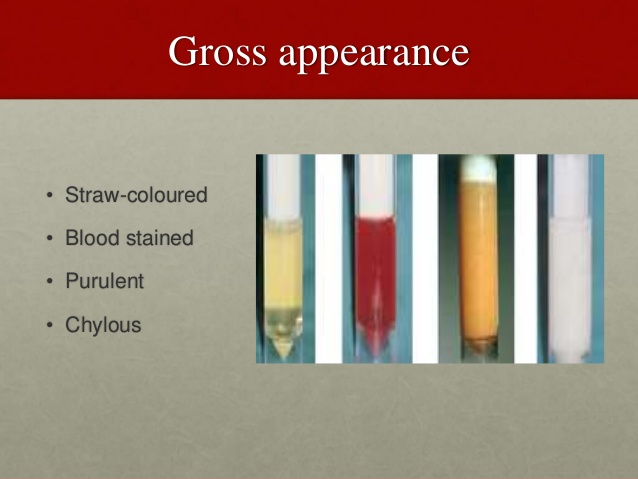 Gross appearance
• Straw-coloured
• Blood stained
• Purulent
• Chylous